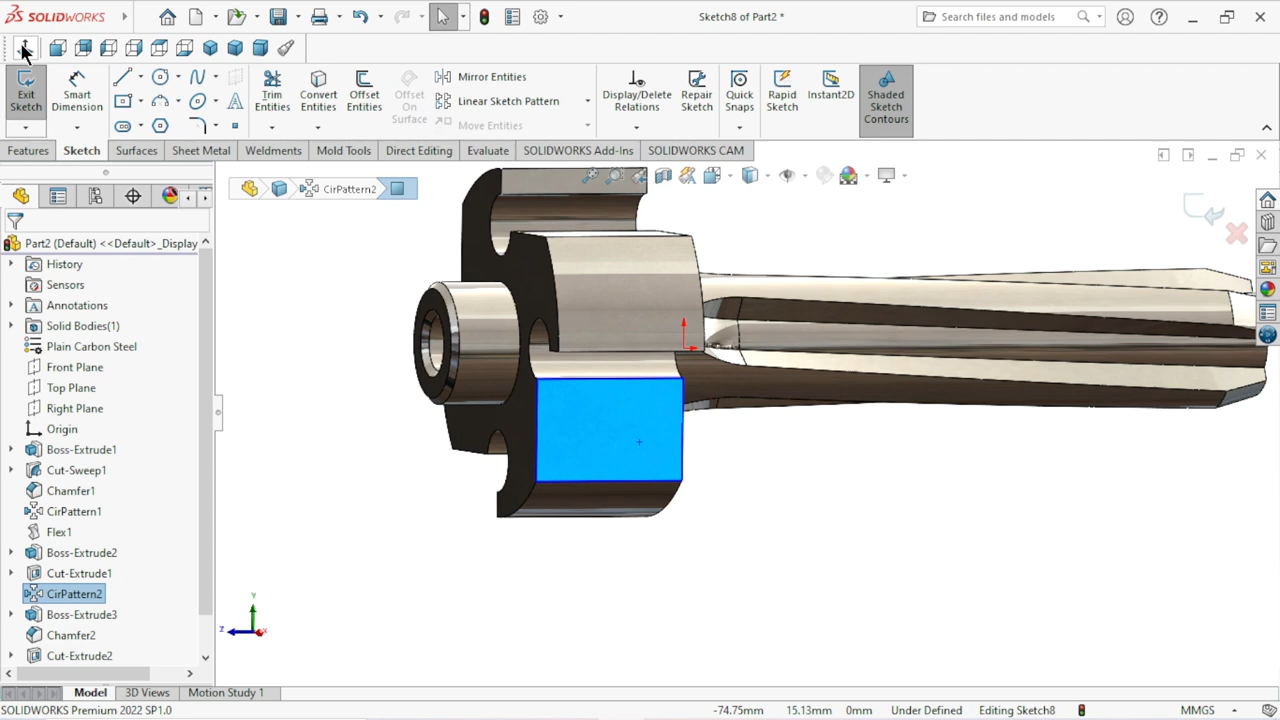 SOLIDWORKS
Sketch8 of Part2 *
Search files and models
Exit Sketch
Smart Dimension
Trim Entities
Convert Entities
Offset Entities
Offset On Surface
Mirror Entities
Linear Sketch Pattern
Move Entities
Display/Delete Relations
Repair Sketch
Quick Snaps
Rapid Sketch
Instant2D
Shaded Sketch Contours
Features
Sketch
Surfaces
Sheet Metal
Weldments
Mold Tools
Direct Editing
Evaluate
SOLIDWORKS Add-Ins
SOLIDWORKS CAM
CirPattern2
Part2 (Default) <<Default>_Display
History
Sensors
Annotations
Solid Bodies(1)
Plain Carbon Steel
Front Plane
Top Plane
Right Plane
Origin
Boss-Extrude1
Cut-Sweep1
Chamfer1
CirPattern1
Flex1
Boss-Extrude2
Cut-Extrude1
CirPattern2
Boss-Extrude3
Chamfer2
Cut-Extrude2
Y
Z
X
Model
3D Views
Motion Study 1
SOLIDWORKS Premium 2022 SP1.0
-74.75mm
15.13mm
0mm
Under Defined
Editing Sketch8
MMGS